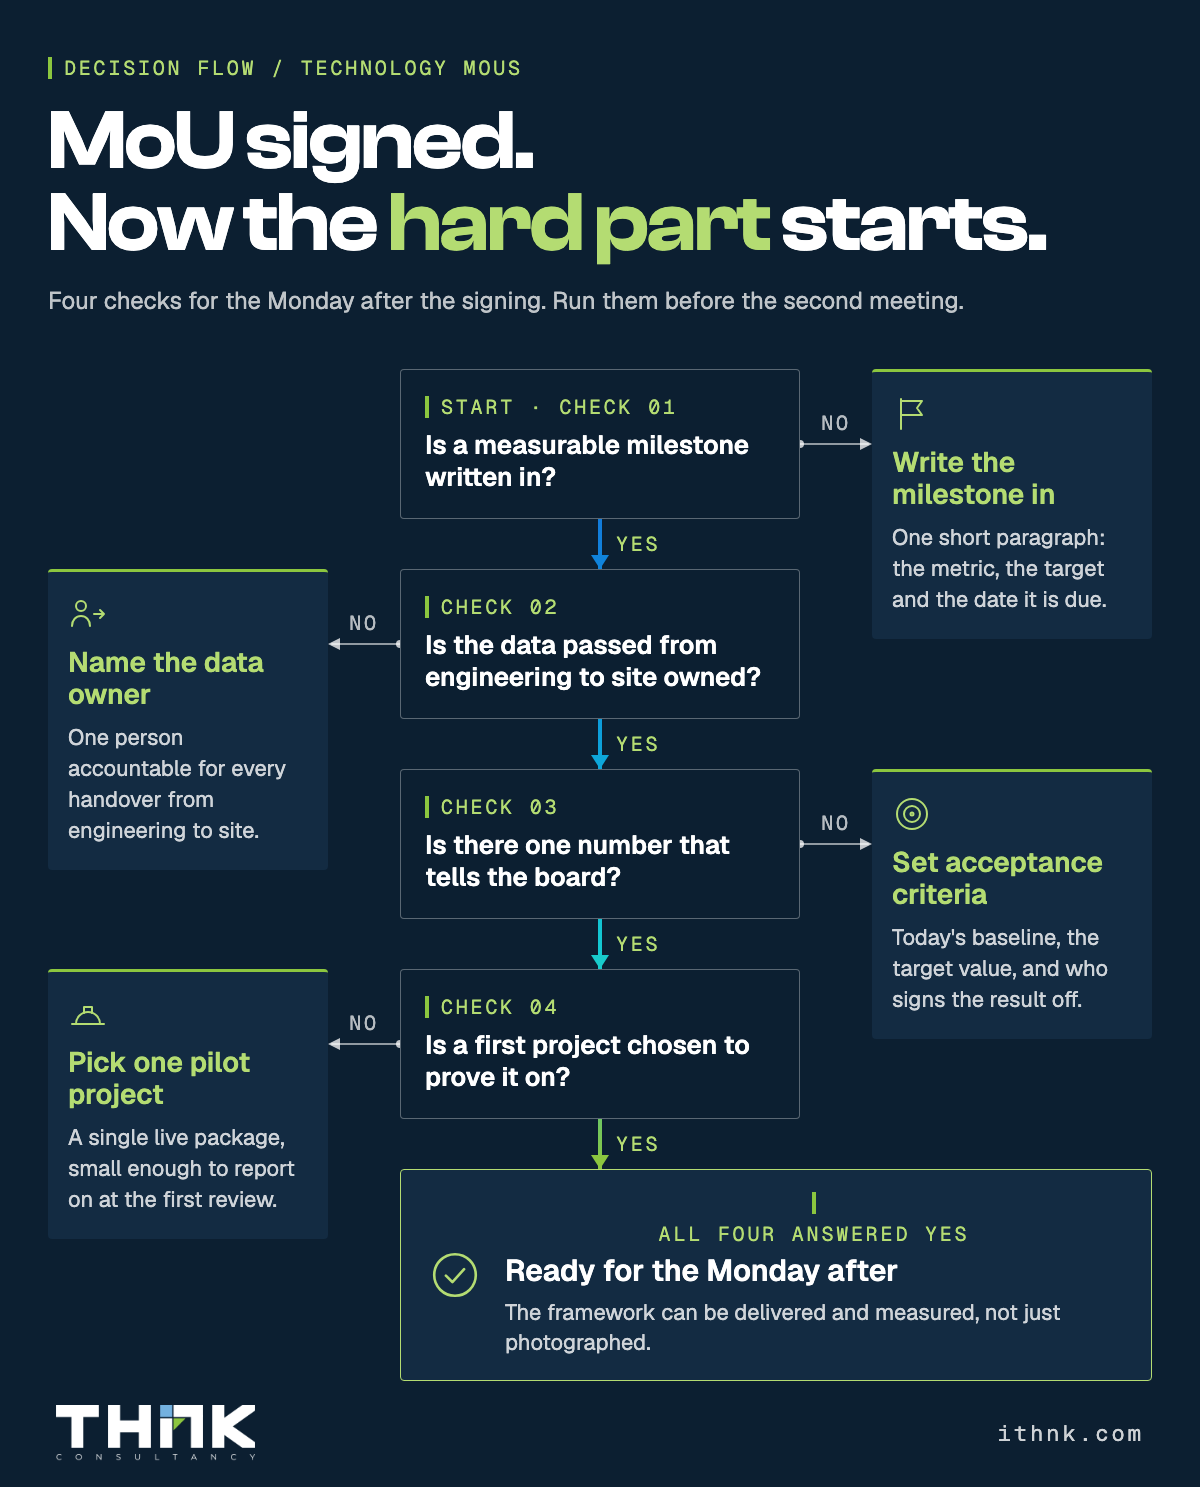 DECISION FLOW / TECHNOLOGY MOUS
MoU signed.
Now the hard part starts.
Four checks for the Monday after the signing. Run them before the second meeting.
START · CHECK 01
Is a measurable milestone
written in?
NO
Write the
milestone in
One short paragraph:
the metric, the target
and the date it is due.
YES
CHECK 02
Is the data passed from
engineering to site owned?
NO
Name the data
owner
One person
accountable for every
handover from
engineering to site.
YES
CHECK 03
Is there one number that
tells the board?
NO
Set acceptance
criteria
Today's baseline, the
target value, and who
signs the result off.
YES
CHECK 04
Is a first project chosen to
prove it on?
NO
Pick one pilot
project
A single live package,
small enough to report
on at the first review.
YES
ALL FOUR ANSWERED YES
Ready for the Monday after
The framework can be delivered and measured, not just
photographed.
THiNK
CONSULTANCY
ithnk.com